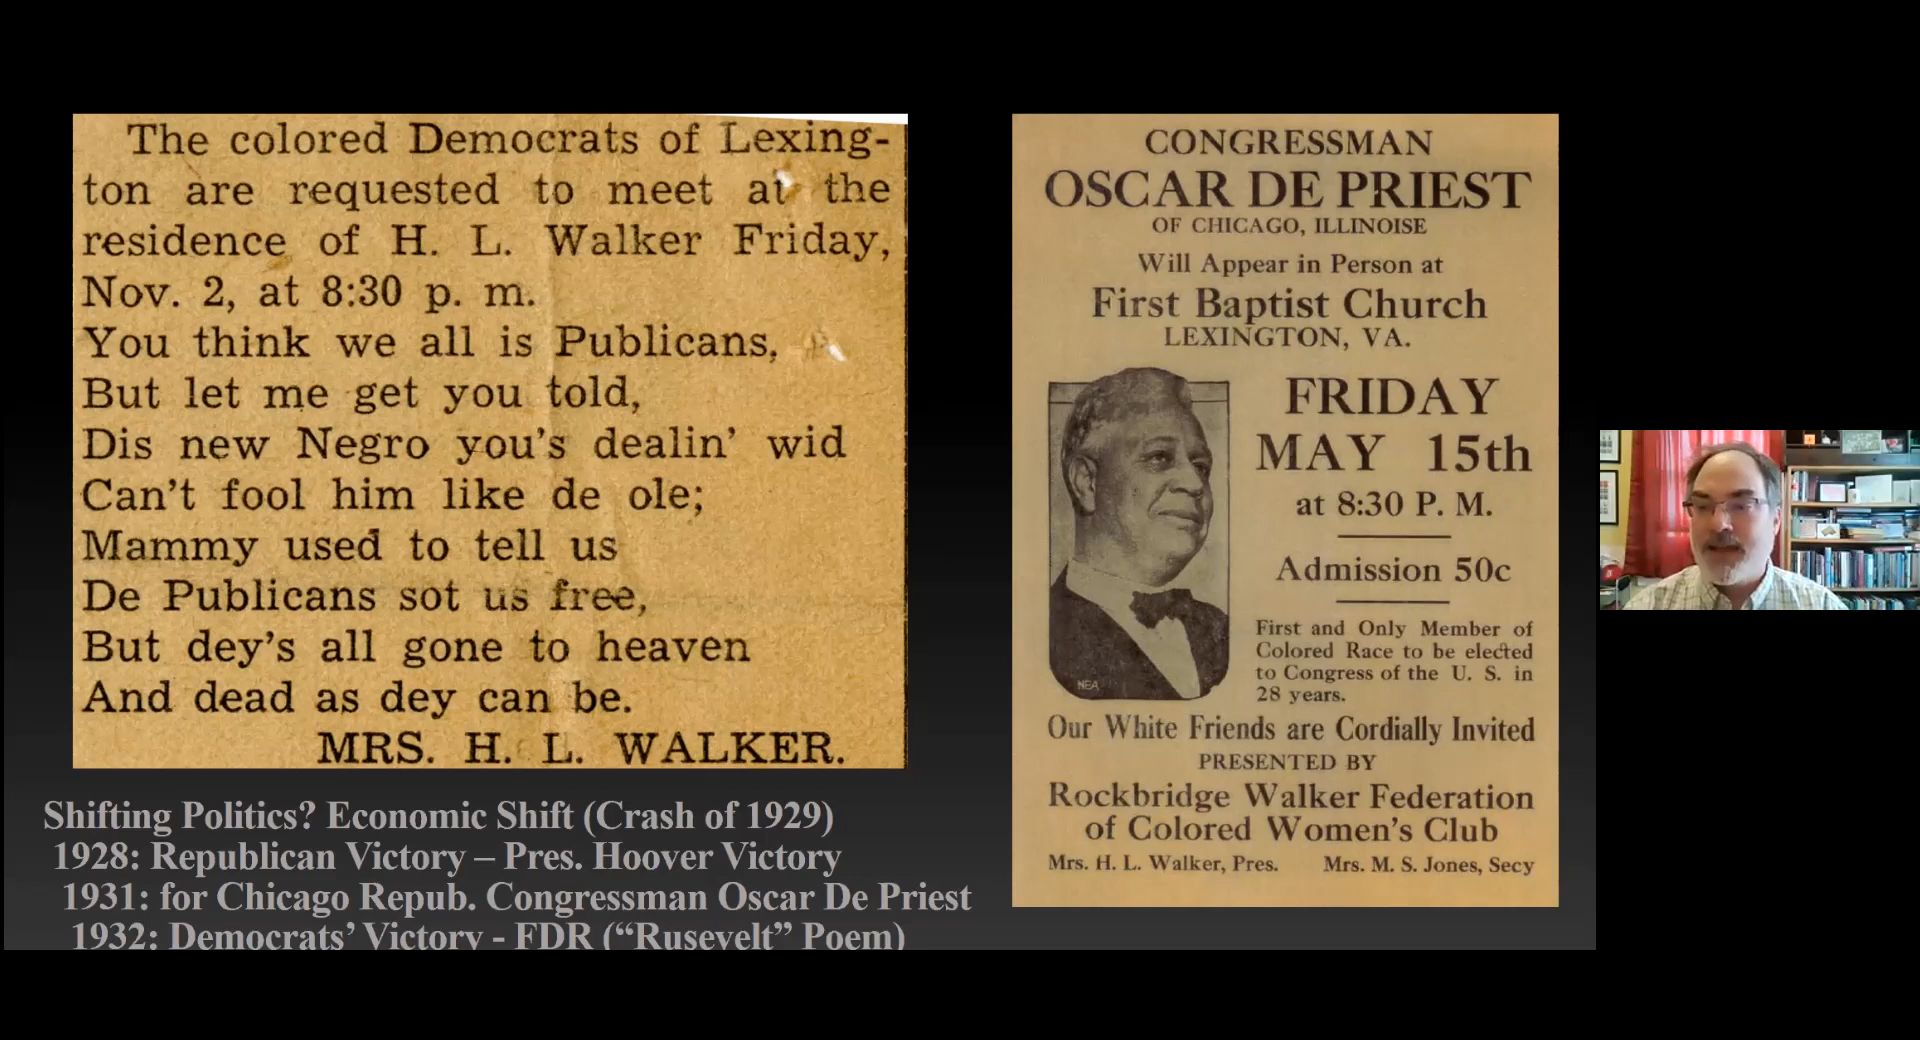 The colored Democrats of Lexing-
ton are requested to meet at the
residence of H. L. Walker Friday,
Nov. 2, at 8:30 p. m.
You think we all is Publicans,
But let me get you told,
Dis new Negro you's dealin' wid
Can't fool him like de ole;
Mammy used to tell us
De Publicans sot us free,
But dey's all gone to heaven
And dead as dey can be.
MRS. H. L. WALKER.
Shifting Politics? Economic Shift (Crash of 1929)
1928: Republican Victory – Pres. Hoover Victory
1931: for Chicago Repub. Congressman Oscar De Priest
1932: Democrats' Victory - FDR (“Rusevelt” Poem)
CONGRESSMAN
OSCAR DE PRIEST
OF CHICAGO, ILLINOISE
Will Appear in Person at
First Baptist Church
LEXINGTON, VA.
FRIDAY
MAY 15th
at 8:30 P. M.
Admission 50c
First and Only Member of
Colored Race to be elected
to Congress of the U. S. in
28 years.
NEA
Our White Friends are Cordially Invited
PRESENTED BY
Rockbridge Walker Federation
of Colored Women's Club
Mrs. H. L. Walker, Pres. Mrs. M. S. Jones, Secy